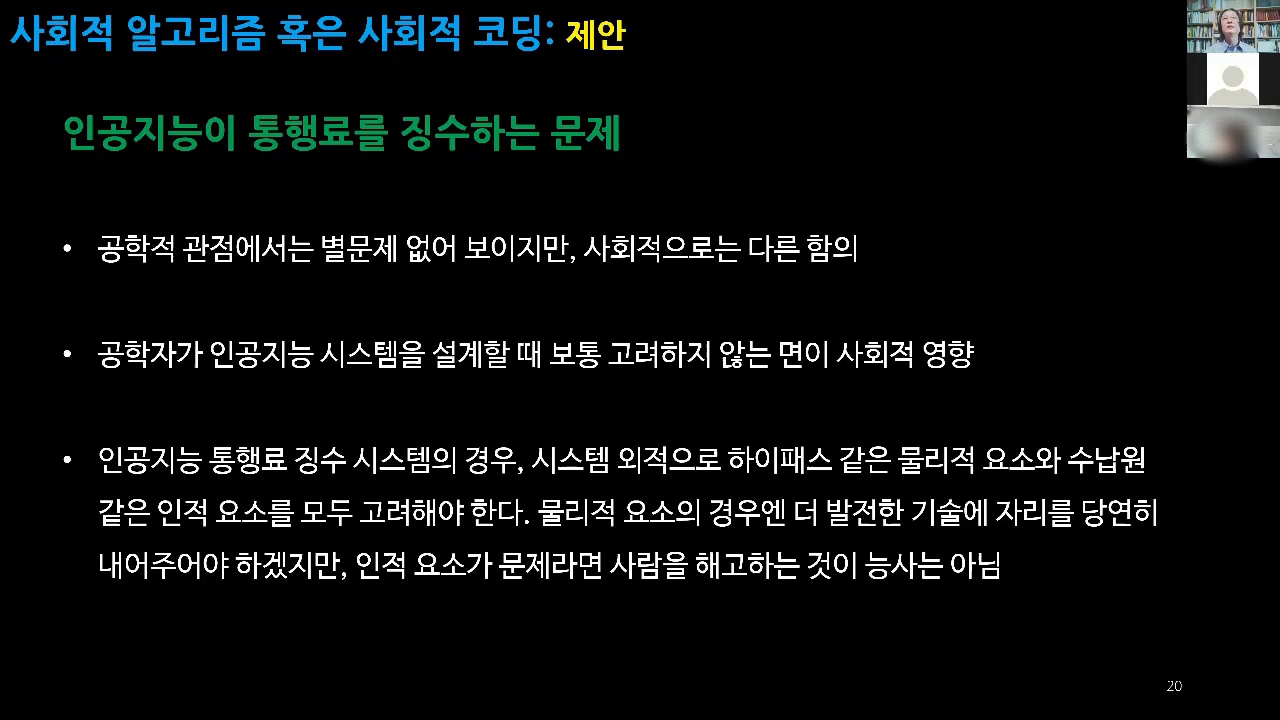 사회적 알고리즘 혹은 사회적 코딩: 제안
인공지능이 통행료를 징수하는 문제
• 공학적 관점에서는 별문제 없어 보이지만, 사회적으로는 다른 함의
• 공학자가 인공지능 시스템을 설계할 때 보통 고려하지 않는 면이 사회적 영향
• 인공지능 통행료 징수 시스템의 경우, 시스템 외적으로 하이패스 같은 물리적 요소와 수납원
같은 인적 요소를 모두 고려해야 한다. 물리적 요소의 경우엔 더 발전한 기술에 자리를 당연히
내어주어야 하겠지만, 인적 요소가 문제라면 사람을 해고하는 것이 능사는 아님
20